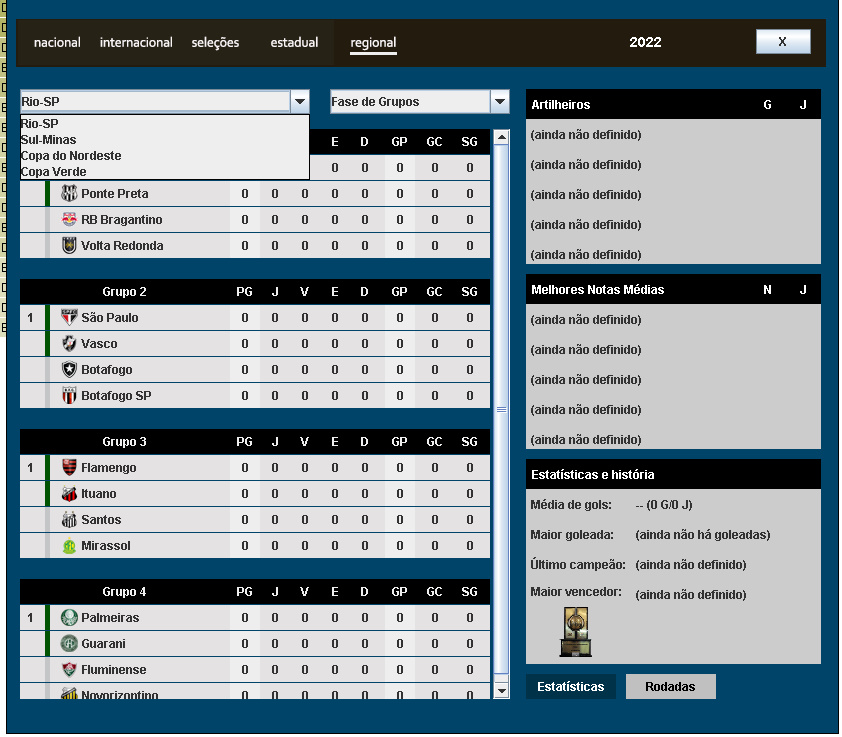 nacional internacional seleções estadual regional 2022 X
Rio-SP Fase de Grupos
Rio-SP
Sul-Minas
Copa do Nordeste
Copa Verde
E D GP GC SG
0 0 0 0 0
Ponte Preta 0 0 0 0 0 0 0 0
RB Bragantino 0 0 0 0 0 0 0 0
Volta Redonda 0 0 0 0 0 0 0 0
Grupo 2 PG J V E D GP GC SG
1 São Paulo 0 0 0 0 0 0 0 0
Vasco 0 0 0 0 0 0 0 0
Botafogo 0 0 0 0 0 0 0 0
Botafogo SP 0 0 0 0 0 0 0 0
Grupo 3 PG J V E D GP GC SG
1 Flamengo 0 0 0 0 0 0 0 0
Ituano 0 0 0 0 0 0 0 0
Santos 0 0 0 0 0 0 0 0
Mirassol 0 0 0 0 0 0 0 0
Grupo 4 PG J V E D GP GC SG
1 Palmeiras 0 0 0 0 0 0 0 0
Guarani 0 0 0 0 0 0 0 0
Fluminense 0 0 0 0 0 0 0 0
Novorizontino 0 0 0 0 0 0 0 0
Artilheiros G J
(ainda não definido)
(ainda não definido)
(ainda não definido)
(ainda não definido)
(ainda não definido)
Melhores Notas Médias N J
(ainda não definido)
(ainda não definido)
(ainda não definido)
(ainda não definido)
(ainda não definido)
Estatísticas e história
Média de gols: -- (0 G/0 J)
Maior goleada: (ainda não há goleadas)
Último campeão: (ainda não definido)
Maior vencedor: (ainda não definido)
Estatísticas Rodadas